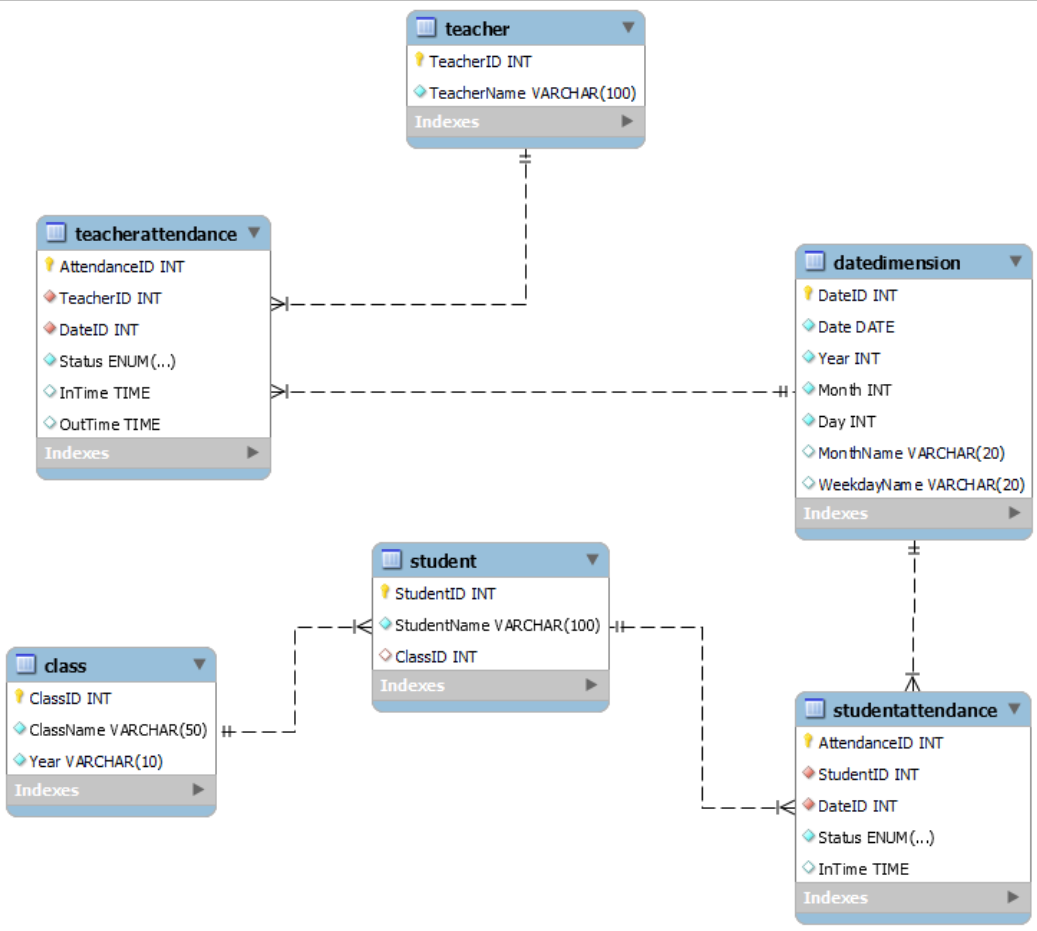 teacher
TeacherID INT
TeacherName VARCHAR(100)
Indexes
teacherattendance
AttendanceID INT
TeacherID INT
DateID INT
Status ENUM(...)
InTime TIME
OutTime TIME
Indexes
datedimension
DateID INT
Date DATE
Year INT
Month INT
Day INT
MonthName VARCHAR(20)
WeekdayName VARCHAR(20)
Indexes
student
StudentID INT
StudentName VARCHAR(100)
ClassID INT
Indexes
class
ClassID INT
ClassName VARCHAR(50)
Year VARCHAR(10)
Indexes
studentattendance
AttendanceID INT
StudentID INT
DateID INT
Status ENUM(...)
InTime TIME
Indexes